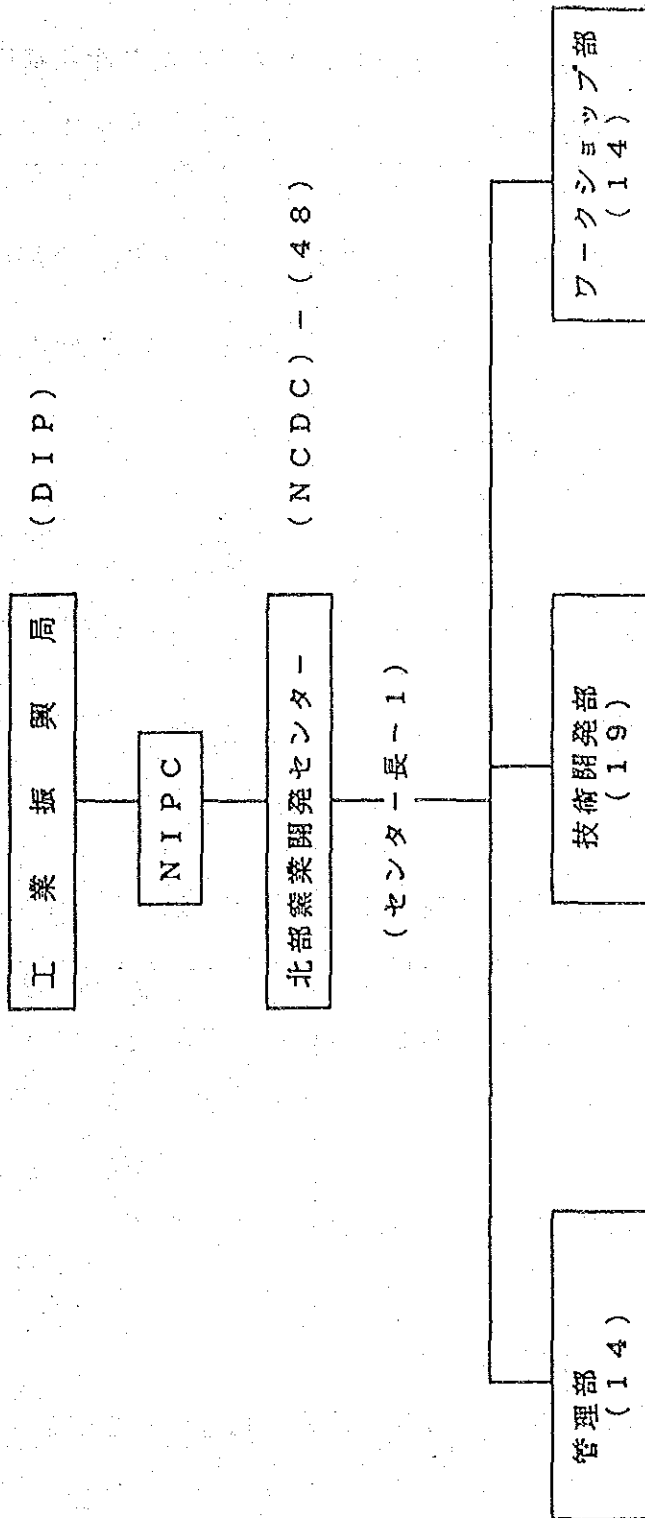 工業振興局 (DIP)
NIPC
北部窯業開発センター (NCDC)-(48)
(センター長-1)
管理部
(14)
技術開発部
(19)
ワークショップ部
(14)